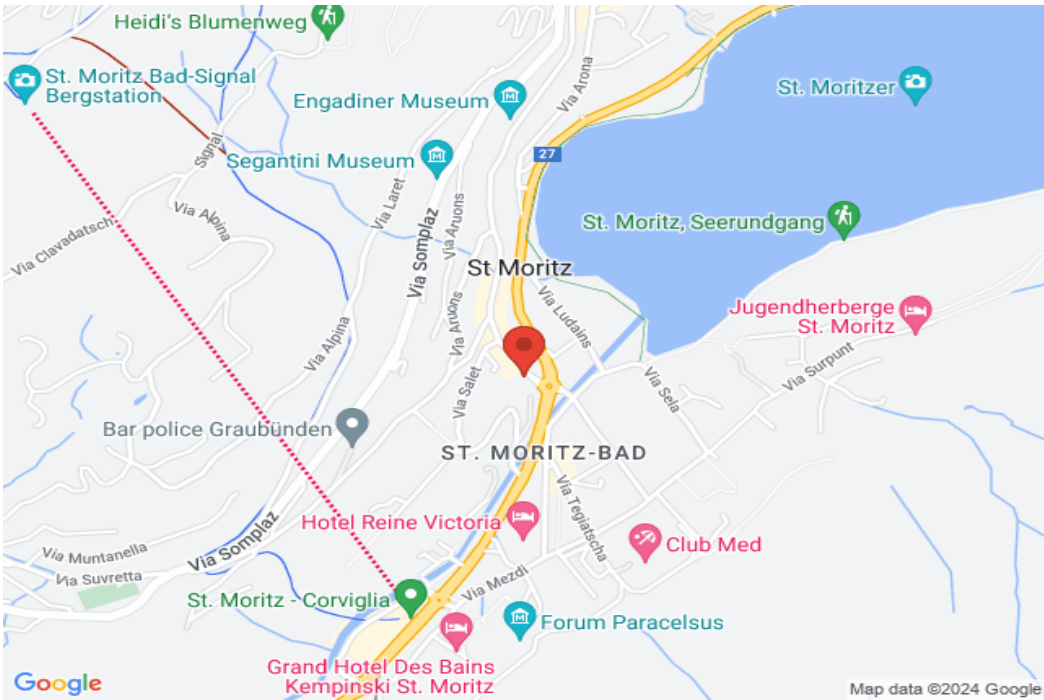 Heidi's Blumenweg
St. Moritz Bad-Signal
Bergstation
Engadiner Museum
Via Arona
St. Moritzer
27
Segantini Museum
Signal
Via Laret
Via Aruons
Via Alpina
Via Clavadatsch
Via Somplaz
St. Moritz, Seerundgang
St Moritz
Via Ludains
Via Aruons
Jugendherberge
St. Moritz
Via Alpina
Via Salet
Via Surpunt
Via Sela
Bar police Graubünden
ST. MORITZ-BAD
Via Tegiatscha
Hotel Reine Victoria
Club Med
Via Somplaz
Via Muntanella
Via Suvretta
Via Mezdi
St. Moritz - Corviglia
Forum Paracelsus
Grand Hotel Des Bains
Kempinski St. Moritz
Google
Map data ©2024 Google